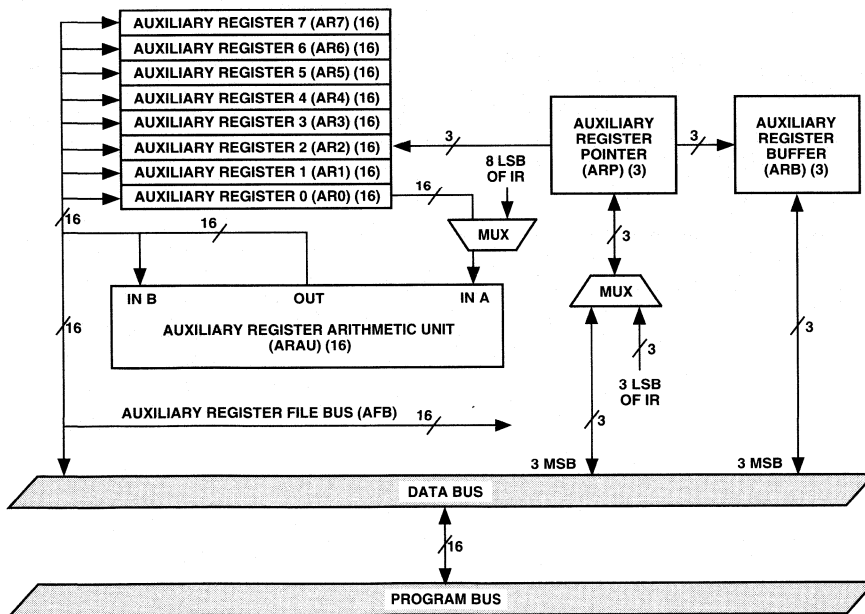 AUXILIARY REGISTER 7 (AR7) (16)
AUXILIARY REGISTER 6 (AR6) (16)
AUXILIARY REGISTER 5 (AR5) (16)
AUXILIARY REGISTER 4 (AR4) (16)
AUXILIARY REGISTER 3 (AR3) (16)
AUXILIARY REGISTER 2 (AR2) (16)
AUXILIARY REGISTER 1 (AR1) (16)
AUXILIARY REGISTER 0 (AR0) (16)
3
AUXILIARY
REGISTER
POINTER
(ARP) (3)
3
AUXILIARY
REGISTER
BUFFER
(ARB) (3)
8 LSB
OF IR
16
MUX
16
16
3
MUX
IN B
OUT
IN A
AUXILIARY REGISTER ARITHMETIC UNIT
(ARAU) (16)
16
3
3
3 LSB
OF IR
3
AUXILIARY REGISTER FILE BUS (AFB)
16
3 MSB
3 MSB
DATA BUS
16
PROGRAM BUS